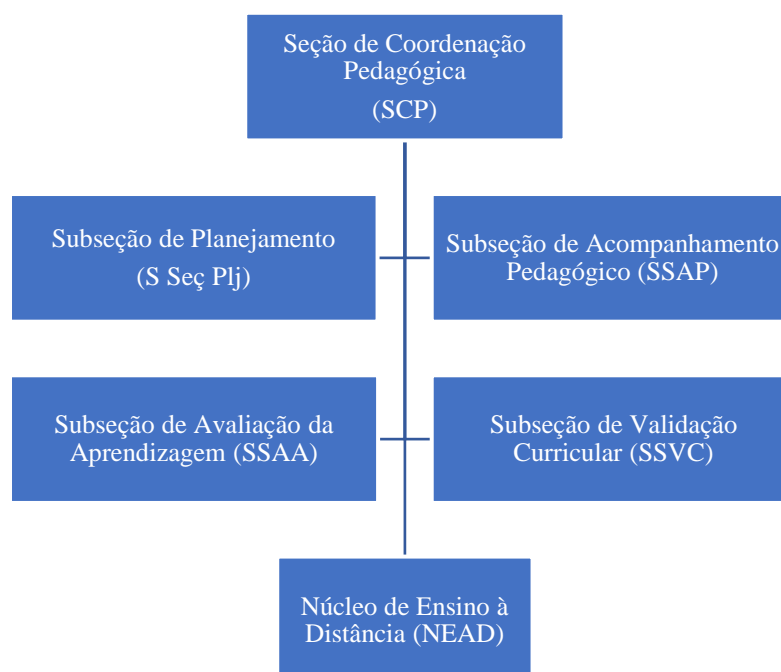 Seção de Coordenação
Pedagógica
(SCP)
Subseção de Planejamento
(S Seç Plj)
Subseção de Acompanhamento
Pedagógico (SSAP)
Subseção de Avaliação da
Aprendizagem (SSAA)
Subseção de Validação
Curricular (SSVC)
Núcleo de Ensino à
Distância (NEAD)